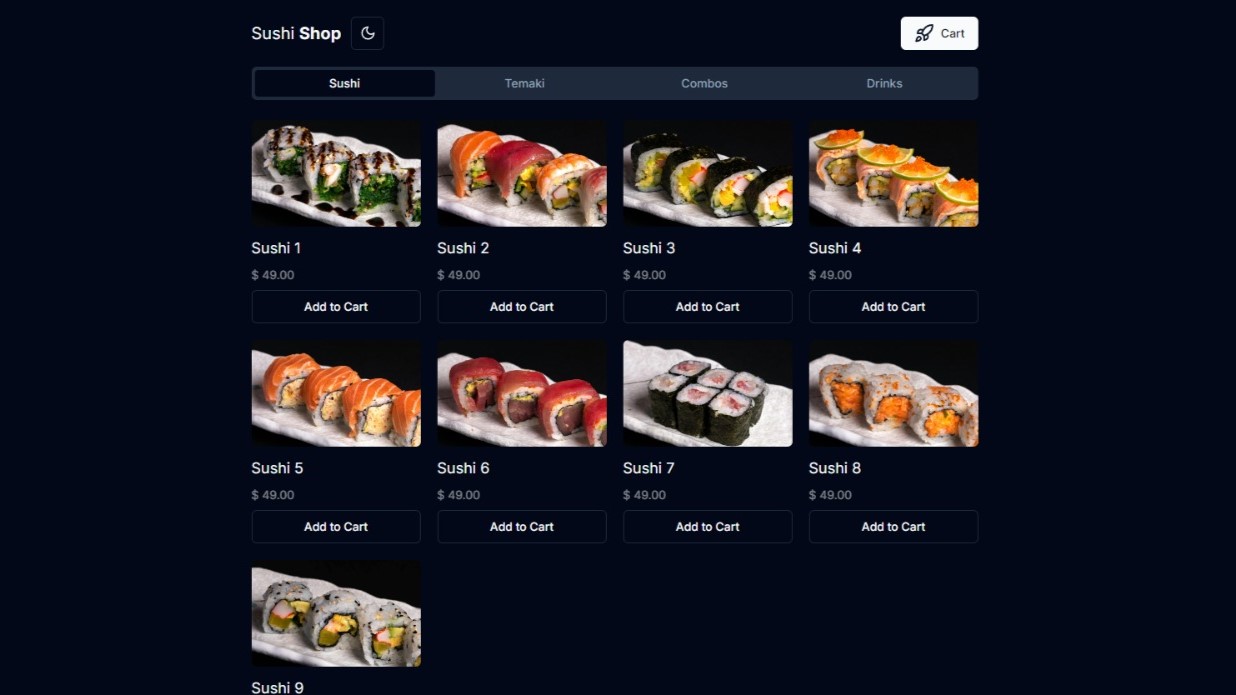 Sushi Shop
Cart
Sushi
Temaki
Combos
Drinks
Sushi 1
Sushi 2
Sushi 3
Sushi 4
$ 49.00
$ 49.00
$ 49.00
$ 49.00
Add to Cart
Add to Cart
Add to Cart
Add to Cart
Sushi 5
Sushi 6
Sushi 7
Sushi 8
$ 49.00
$ 49.00
$ 49.00
$ 49.00
Add to Cart
Add to Cart
Add to Cart
Add to Cart
Sushi 9